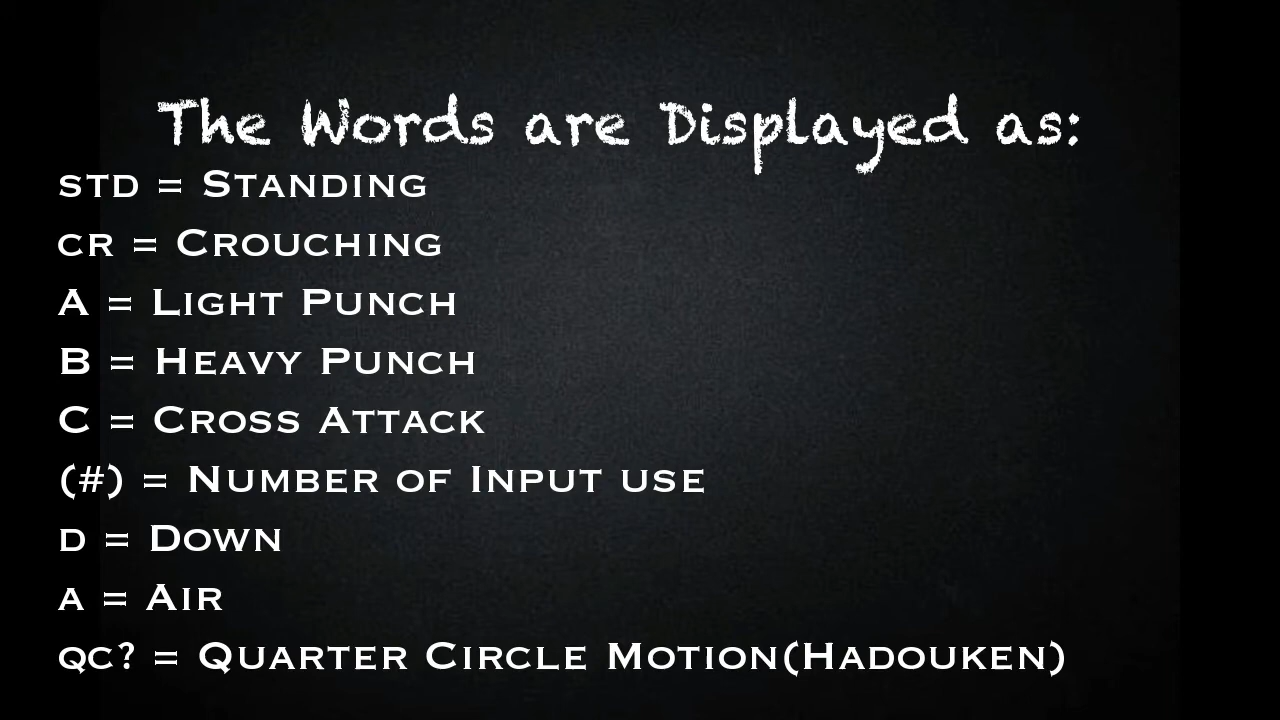 The Words are Displayed as:
std = Standing
cr = Crouching
A = Light Punch
B = Heavy Punch
C = Cross Attack
(#) = Number of Input use
d = Down
a = Air
qc? = Quarter Circle Motion(Hadouken)